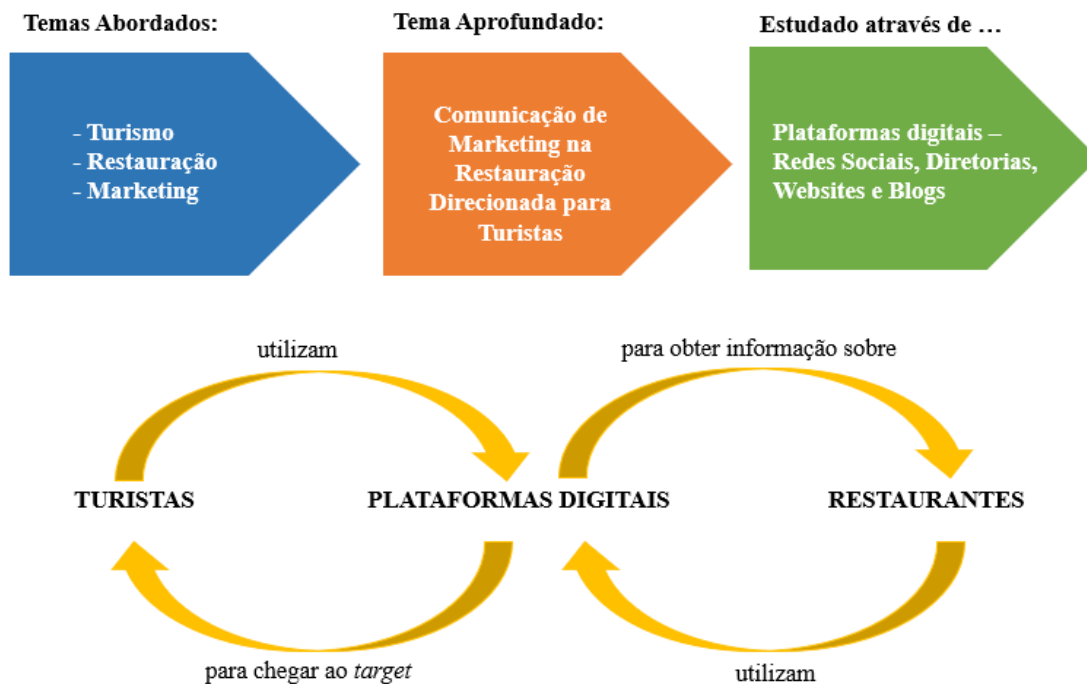 Temas Abordados:
Tema Aprofundado:
Estudado através de …
- Turismo
- Restauração
- Marketing
Comunicação de
Marketing na
Restauração
Direcionada para
Turistas
Plataformas digitais –
Redes Sociais, Diretorias,
Websites e Blogs
utilizam
para obter informação sobre
TURISTAS
PLATAFORMAS DIGITAIS
RESTAURANTES
para chegar ao target
utilizam